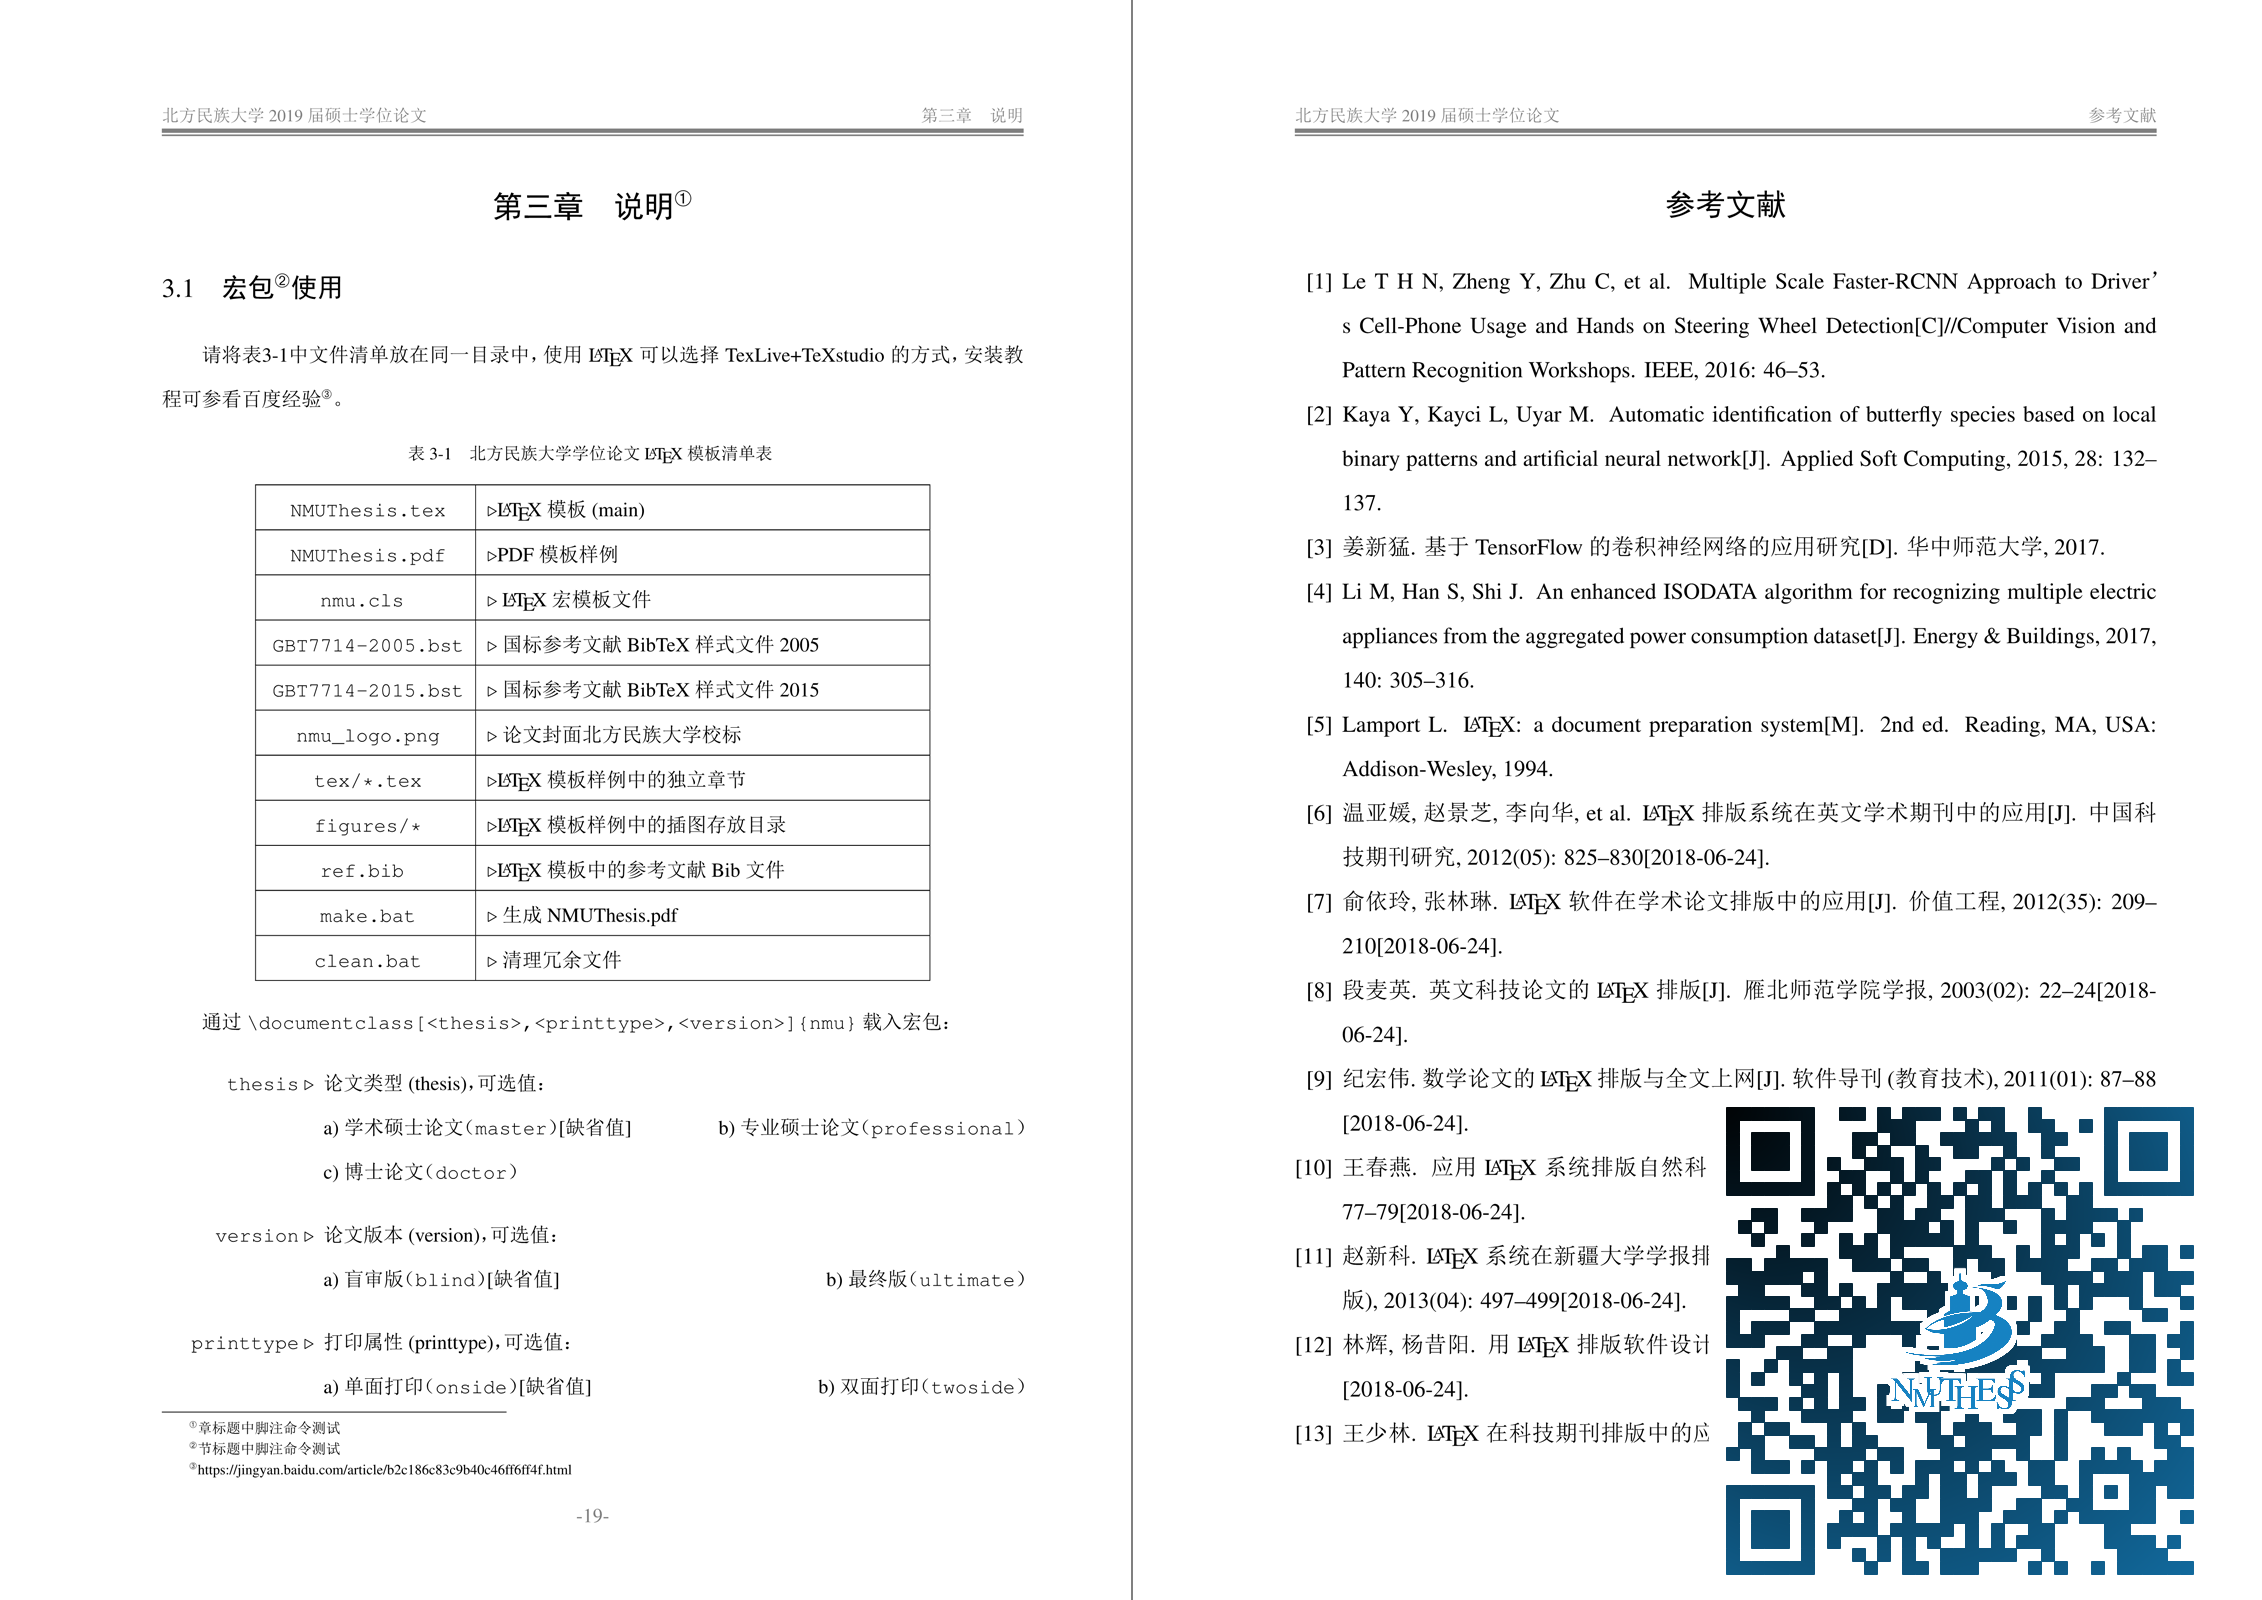 北方民族大学 2019 届硕士学位论文 第三章 说明
第三章 说明①
3.1 宏包②使用
请将表3-1中文件清单放在同一目录中，使用 LATEX 可以选择 TexLive+TeXstudio 的方式，安装教
程可参看百度经验③。
表 3-1 北方民族大学学位论文 LATEX 模板清单表
NMUThesis.tex ▷LATEX 模板 (main)
NMUThesis.pdf ▷PDF 模板样例
nmu.cls ▷ LATEX 宏模板文件
GBT7714-2005.bst ▷ 国标参考文献 BibTeX 样式文件 2005
GBT7714-2015.bst ▷ 国标参考文献 BibTeX 样式文件 2015
nmu_logo.png ▷ 论文封面北方民族大学校标
tex/*.tex ▷LATEX 模板样例中的独立章节
figures/* ▷LATEX 模板样例中的插图存放目录
ref.bib ▷LATEX 模板中的参考文献 Bib 文件
make.bat ▷ 生成 NMUThesis.pdf
clean.bat ▷ 清理冗余文件
通过 \documentclass[<thesis>,<printtype>,<version>]{nmu} 载入宏包：
thesis ▷ 论文类型 (thesis)，可选值：
a) 学术硕士论文(master)[缺省值] b) 专业硕士论文(professional)
c) 博士论文(doctor)
version ▷ 论文版本 (version)，可选值：
a) 盲审版(blind)[缺省值] b) 最终版(ultimate)
printtype ▷ 打印属性 (printtype)，可选值：
a) 单面打印(onside)[缺省值] b) 双面打印(twoside)
①章标题中脚注命令测试
②节标题中脚注命令测试
③https://jingyan.baidu.com/article/b2c186c83c9b40c46ff6ff4f.html
-19-
北方民族大学 2019 届硕士学位论文 参考文献
参考文献
[1] Le T H N, Zheng Y, Zhu C, et al. Multiple Scale Faster-RCNN Approach to Driver’
s Cell-Phone Usage and Hands on Steering Wheel Detection[C]//Computer Vision and
Pattern Recognition Workshops. IEEE, 2016: 46–53.
[2] Kaya Y, Kayci L, Uyar M. Automatic identification of butterfly species based on local
binary patterns and artificial neural network[J]. Applied Soft Computing, 2015, 28: 132–
137.
[3] 姜新猛. 基于 TensorFlow 的卷积神经网络的应用研究[D]. 华中师范大学, 2017.
[4] Li M, Han S, Shi J. An enhanced ISODATA algorithm for recognizing multiple electric
appliances from the aggregated power consumption dataset[J]. Energy & Buildings, 2017,
140: 305–316.
[5] Lamport L. LATEX: a document preparation system[M]. 2nd ed. Reading, MA, USA:
Addison-Wesley, 1994.
[6] 温亚媛, 赵景芝, 李向华, et al. LATEX 排版系统在英文学术期刊中的应用[J]. 中国科
技期刊研究, 2012(05): 825–830[2018-06-24].
[7] 俞依玲, 张林琳. LATEX 软件在学术论文排版中的应用[J]. 价值工程, 2012(35): 209–
210[2018-06-24].
[8] 段麦英. 英文科技论文的 LATEX 排版[J]. 雁北师范学院学报, 2003(02): 22–24[2018-
06-24].
[9] 纪宏伟. 数学论文的 LATEX 排版与全文上网[J]. 软件导刊 (教育技术), 2011(01): 87–88
[2018-06-24].
[10] 王春燕. 应用 LATEX 系统排版自然科
77–79[2018-06-24].
[11] 赵新科. LATEX 系统在新疆大学学报排
版), 2013(04): 497–499[2018-06-24].
[12] 林辉, 杨昔阳. 用 LATEX 排版软件设计
[2018-06-24].
[13] 王少林. LATEX 在科技期刊排版中的应
NMUTHESIS